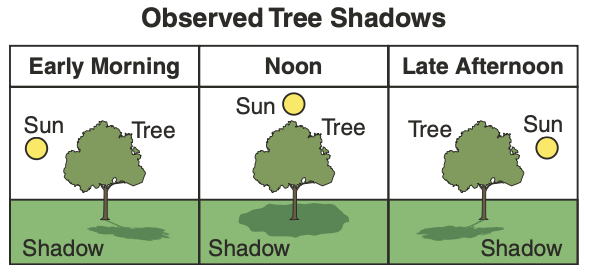 Observed Tree Shadows
Early Morning
Noon
Late Afternoon
Sun
Tree
Shadow
Sun
Tree
Shadow
Tree
Sun
Shadow